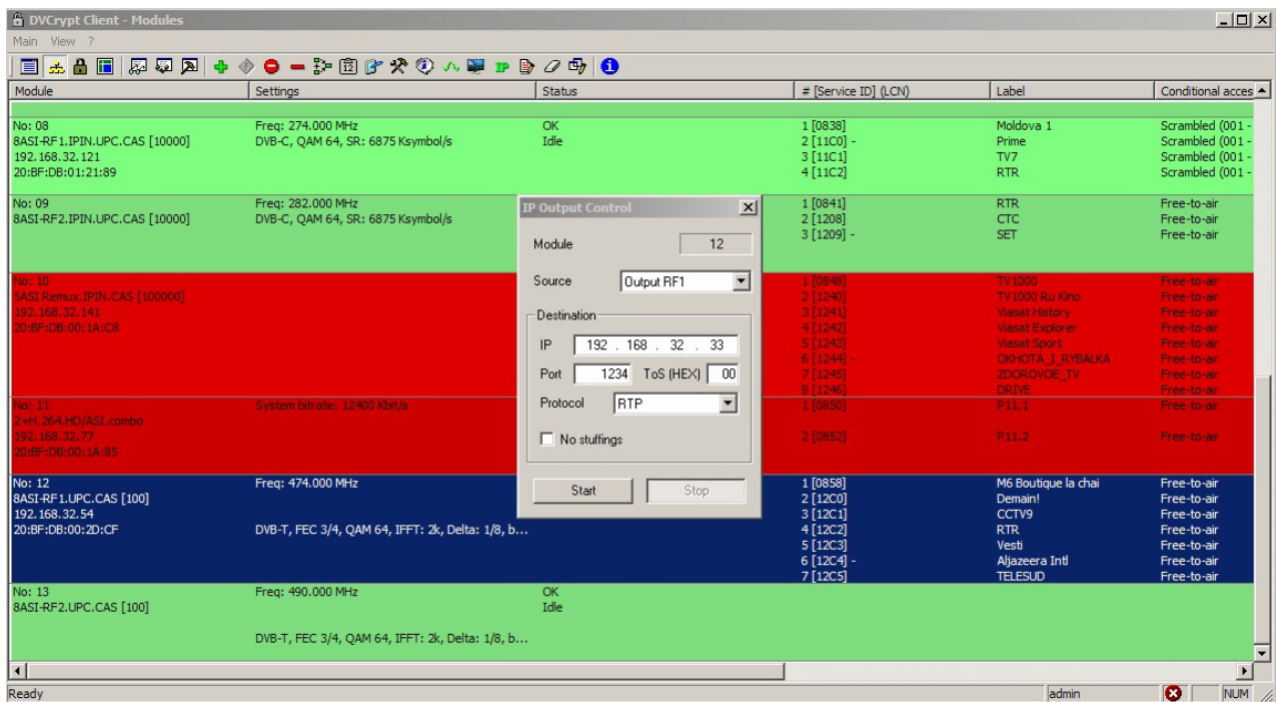 DVCrypt Client - Modules
Main View ?
IP
Module Settings Status # [Service ID] (LCN) Label Conditional acces
No: 08 Freq: 274.000 MHz OK 1 [0838] Moldova 1 Scrambled (001 -
8ASI-RF1.IPIN.UPC.CAS [10000] DVB-C, QAM 64, SR: 6875 Ksymbol/s Idle 2 [11C0] - Prime Scrambled (001 -
192.168.32.121 3 [11C1] TV7 Scrambled (001 -
20:BF:DB:01:21:89 4 [11C2] RTR Scrambled (001 -
No: 09 Freq: 282.000 MHz 1 [0841] RTR Free-to-air
8ASI-RF2.IPIN.UPC.CAS [10000] DVB-C, QAM 64, SR: 6875 Ksymbol/s 2 [1208] CTC Free-to-air
3 [1209] - SET Free-to-air
No: 10 1 [0848] TV1000 Free-to-air
5ASI Remux.IPIN.CAS [100000] 2 [1240] TV1000 Ru Kino Free-to-air
192.168.32.141 3 [1241] Viasat History Free-to-air
20:BF:DB:00:1A:C8 4 [1242] Viasat Explorer Free-to-air
5 [1243] Viasat Sport Free-to-air
6 [1244] - OKHOTA_I_RYBALKA Free-to-air
7 [1245] ZDOROVOE_TV Free-to-air
8 [1246] DRIVE Free-to-air
No: 11 System bitrate: 12400 Kbit/s 1 [0850] P11.1 Free-to-air
2+H.264.HD/ASI.combo
192.168.32.77 2 [0852] P11.2 Free-to-air
20:BF:DB:00:1A:85
No: 12 Freq: 474.000 MHz 1 [0858] M6 Boutique la chai Free-to-air
8ASI-RF1.UPC.CAS [100] 2 [12C0] Demain! Free-to-air
192.168.32.54 3 [12C1] CCTV9 Free-to-air
20:BF:DB:00:2D:CF DVB-T, FEC 3/4, QAM 64, IFFT: 2k, Delta: 1/8, b... 4 [12C2] RTR Free-to-air
5 [12C3] Vesti Free-to-air
6 [12C4] - Aljazeera Intl Free-to-air
7 [12C5] TELESUD Free-to-air
No: 13 Freq: 490.000 MHz OK
8ASI-RF2.UPC.CAS [100] Idle
DVB-T, FEC 3/4, QAM 64, IFFT: 2k, Delta: 1/8, b...
IP Output Control
Module 12
Source Output RF1
Destination
IP 192 . 168 . 32 . 33
Port 1234 ToS (HEX) 00
Protocol RTP
No stuffings
Start Stop
Ready admin NUM